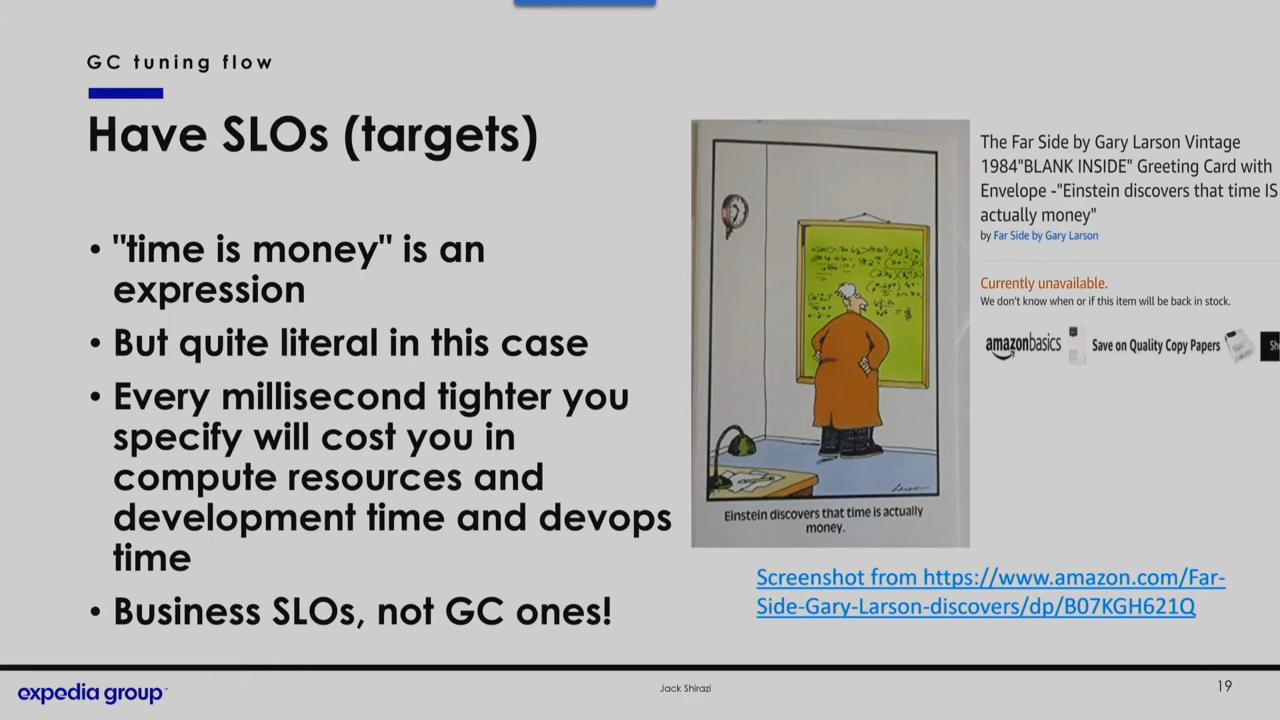 GC tuning flow
Have SLOs (targets)
• "time is money" is an
expression
• But quite literal in this case
• Every millisecond tighter you
specify will cost you in
compute resources and
development time and devops
time
• Business SLOs, not GC ones!
Larson
Einstein discovers that time is actually
money.
The Far Side by Gary Larson Vintage
1984"BLANK INSIDE" Greeting Card with
Envelope -"Einstein discovers that time IS
actually money"
by Far Side by Gary Larson
Currently unavailable.
We don't know when or if this item will be back in stock.
amazonbasics
Save on Quality Copy Papers
Sh
Screenshot from https://www.amazon.com/Far-
Side-Gary-Larson-discovers/dp/B07KGH621Q
expedia group
Jack Shirazi
19